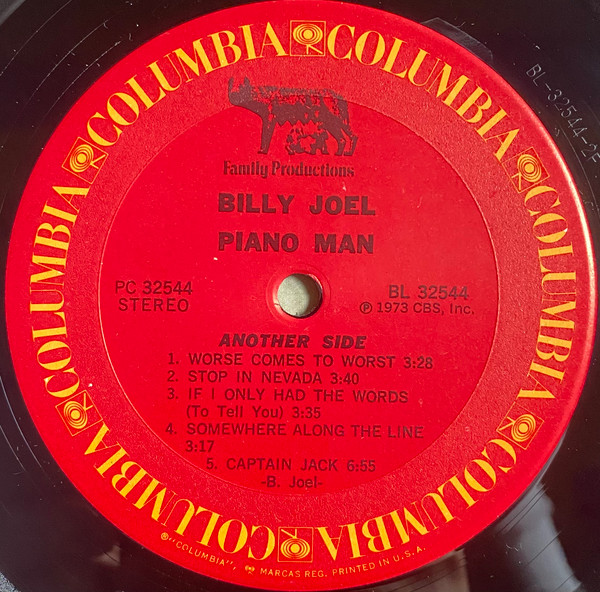 COLUMBIA COLUMBIA COLUMBIA COLUMBIA COLUMBIA COLUMBIA COLUMBIA COLUMBIA
BL-32544-2F
Family Productions
BILLY JOEL
PIANO MAN
PC 32544
STEREO
BL 32544
℗ 1973 CBS, Inc.
ANOTHER SIDE
1. WORSE COMES TO WORST 3:28
2. STOP IN NEVADA 3:40
3. IF I ONLY HAD THE WORDS
(To Tell You) 3:35
4. SOMEWHERE ALONG THE LINE
3:17
5. CAPTAIN JACK 6:55
-B. Joel-
®"COLUMBIA", MARCAS REG. PRINTED IN U.S.A.